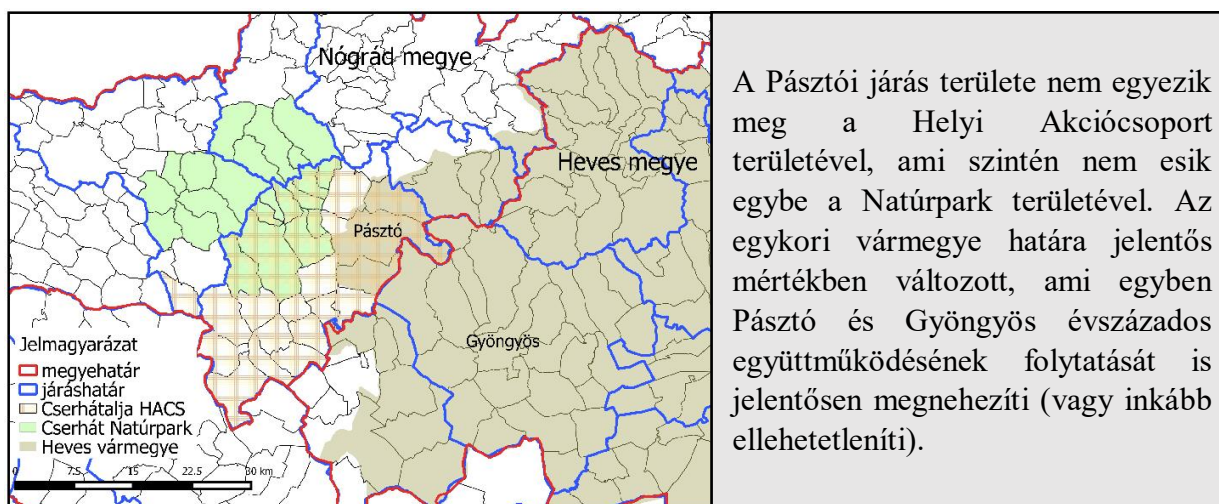 Nógrád megye
Heves megye
Pásztó
Gyöngyös
Jelmagyarázat
megyehatár
járáshatár
Cserhátalja HACS
Cserhát Natúrpark
Heves vármegye
0 7.5 15 22.5 30 km
A Pásztói járás területe nem egyezik
meg a Helyi Akciócsoport
területével, ami szintén nem esik
egybe a Natúrpark területével. Az
egykori vármegye határa jelentős
mértékben változott, ami egyben
Pásztó és Gyöngyös évszázados
együttműködésének folytatását is
jelentősen megnehezíti (vagy inkább
ellehetetleníti).